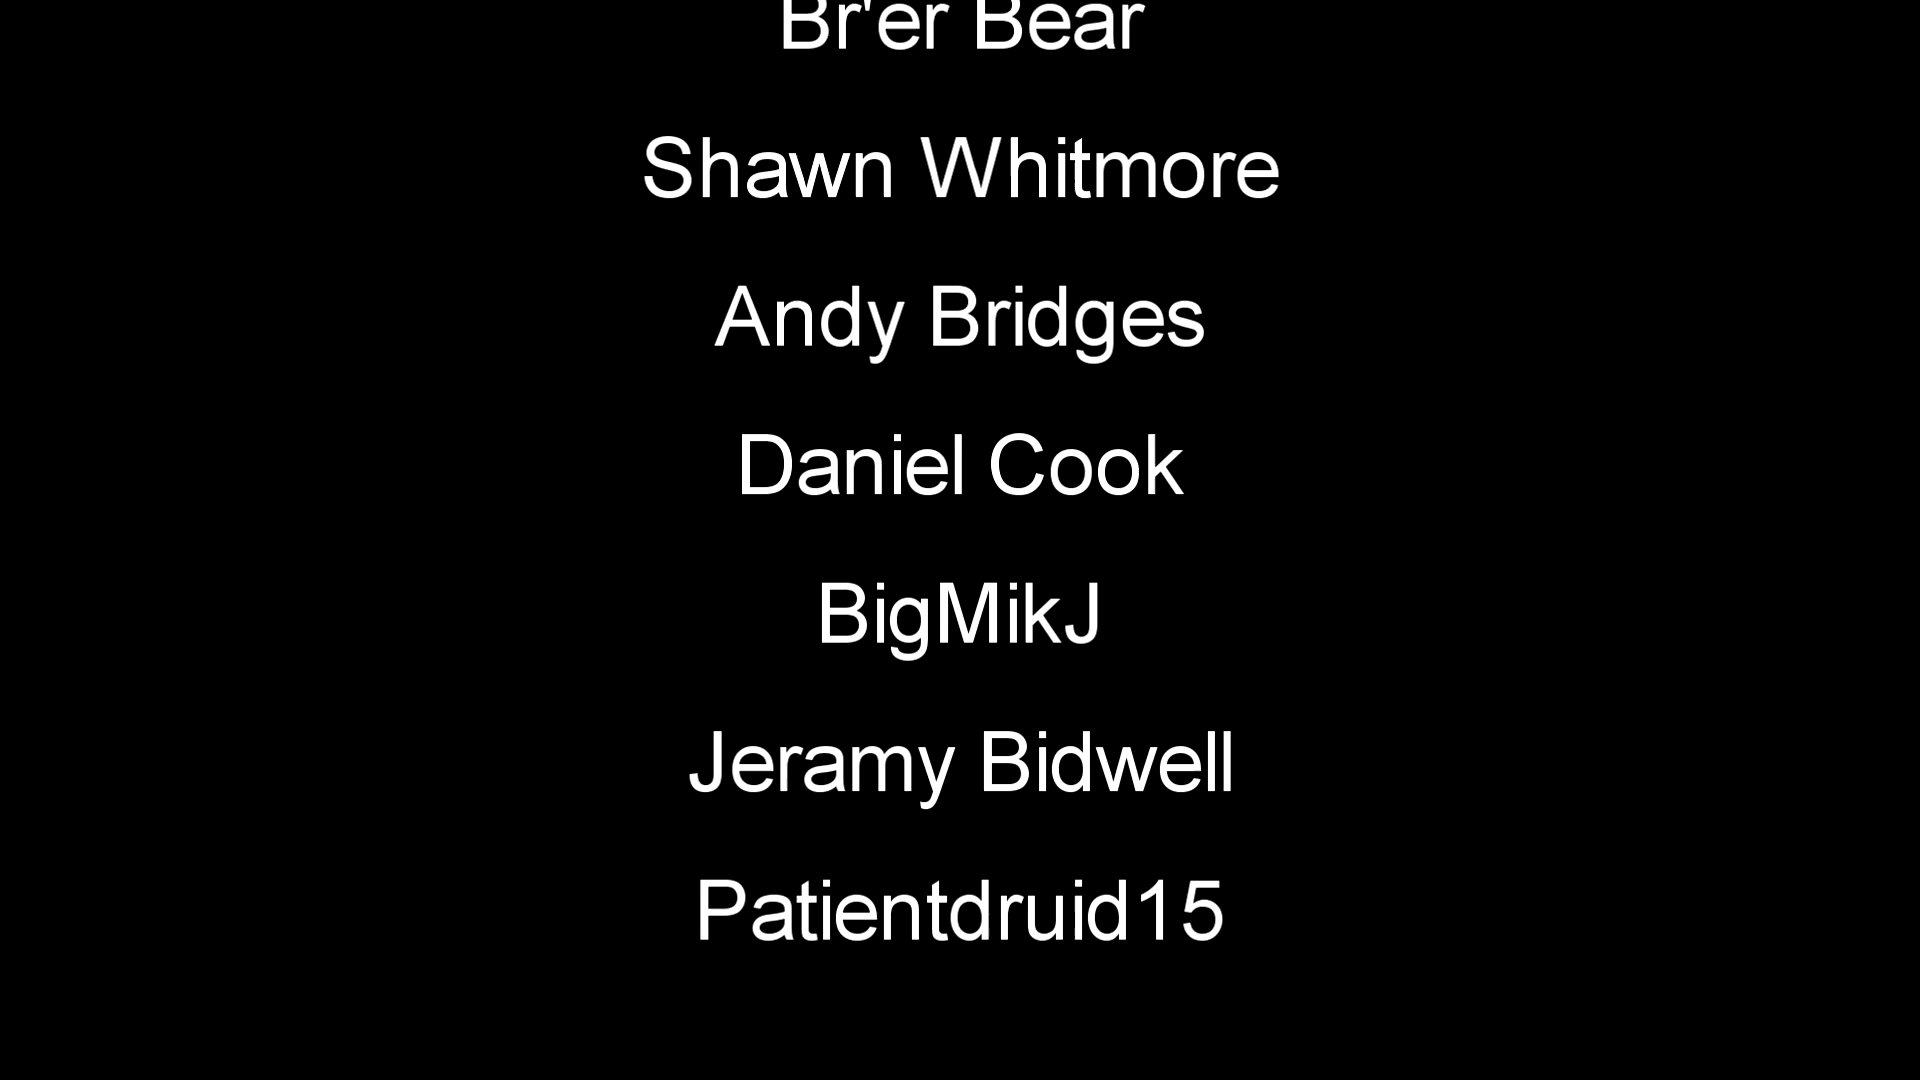 Br'er Bear
Shawn Whitmore
Andy Bridges
Daniel Cook
BigMikJ
Jeramy Bidwell
Patientdruid15